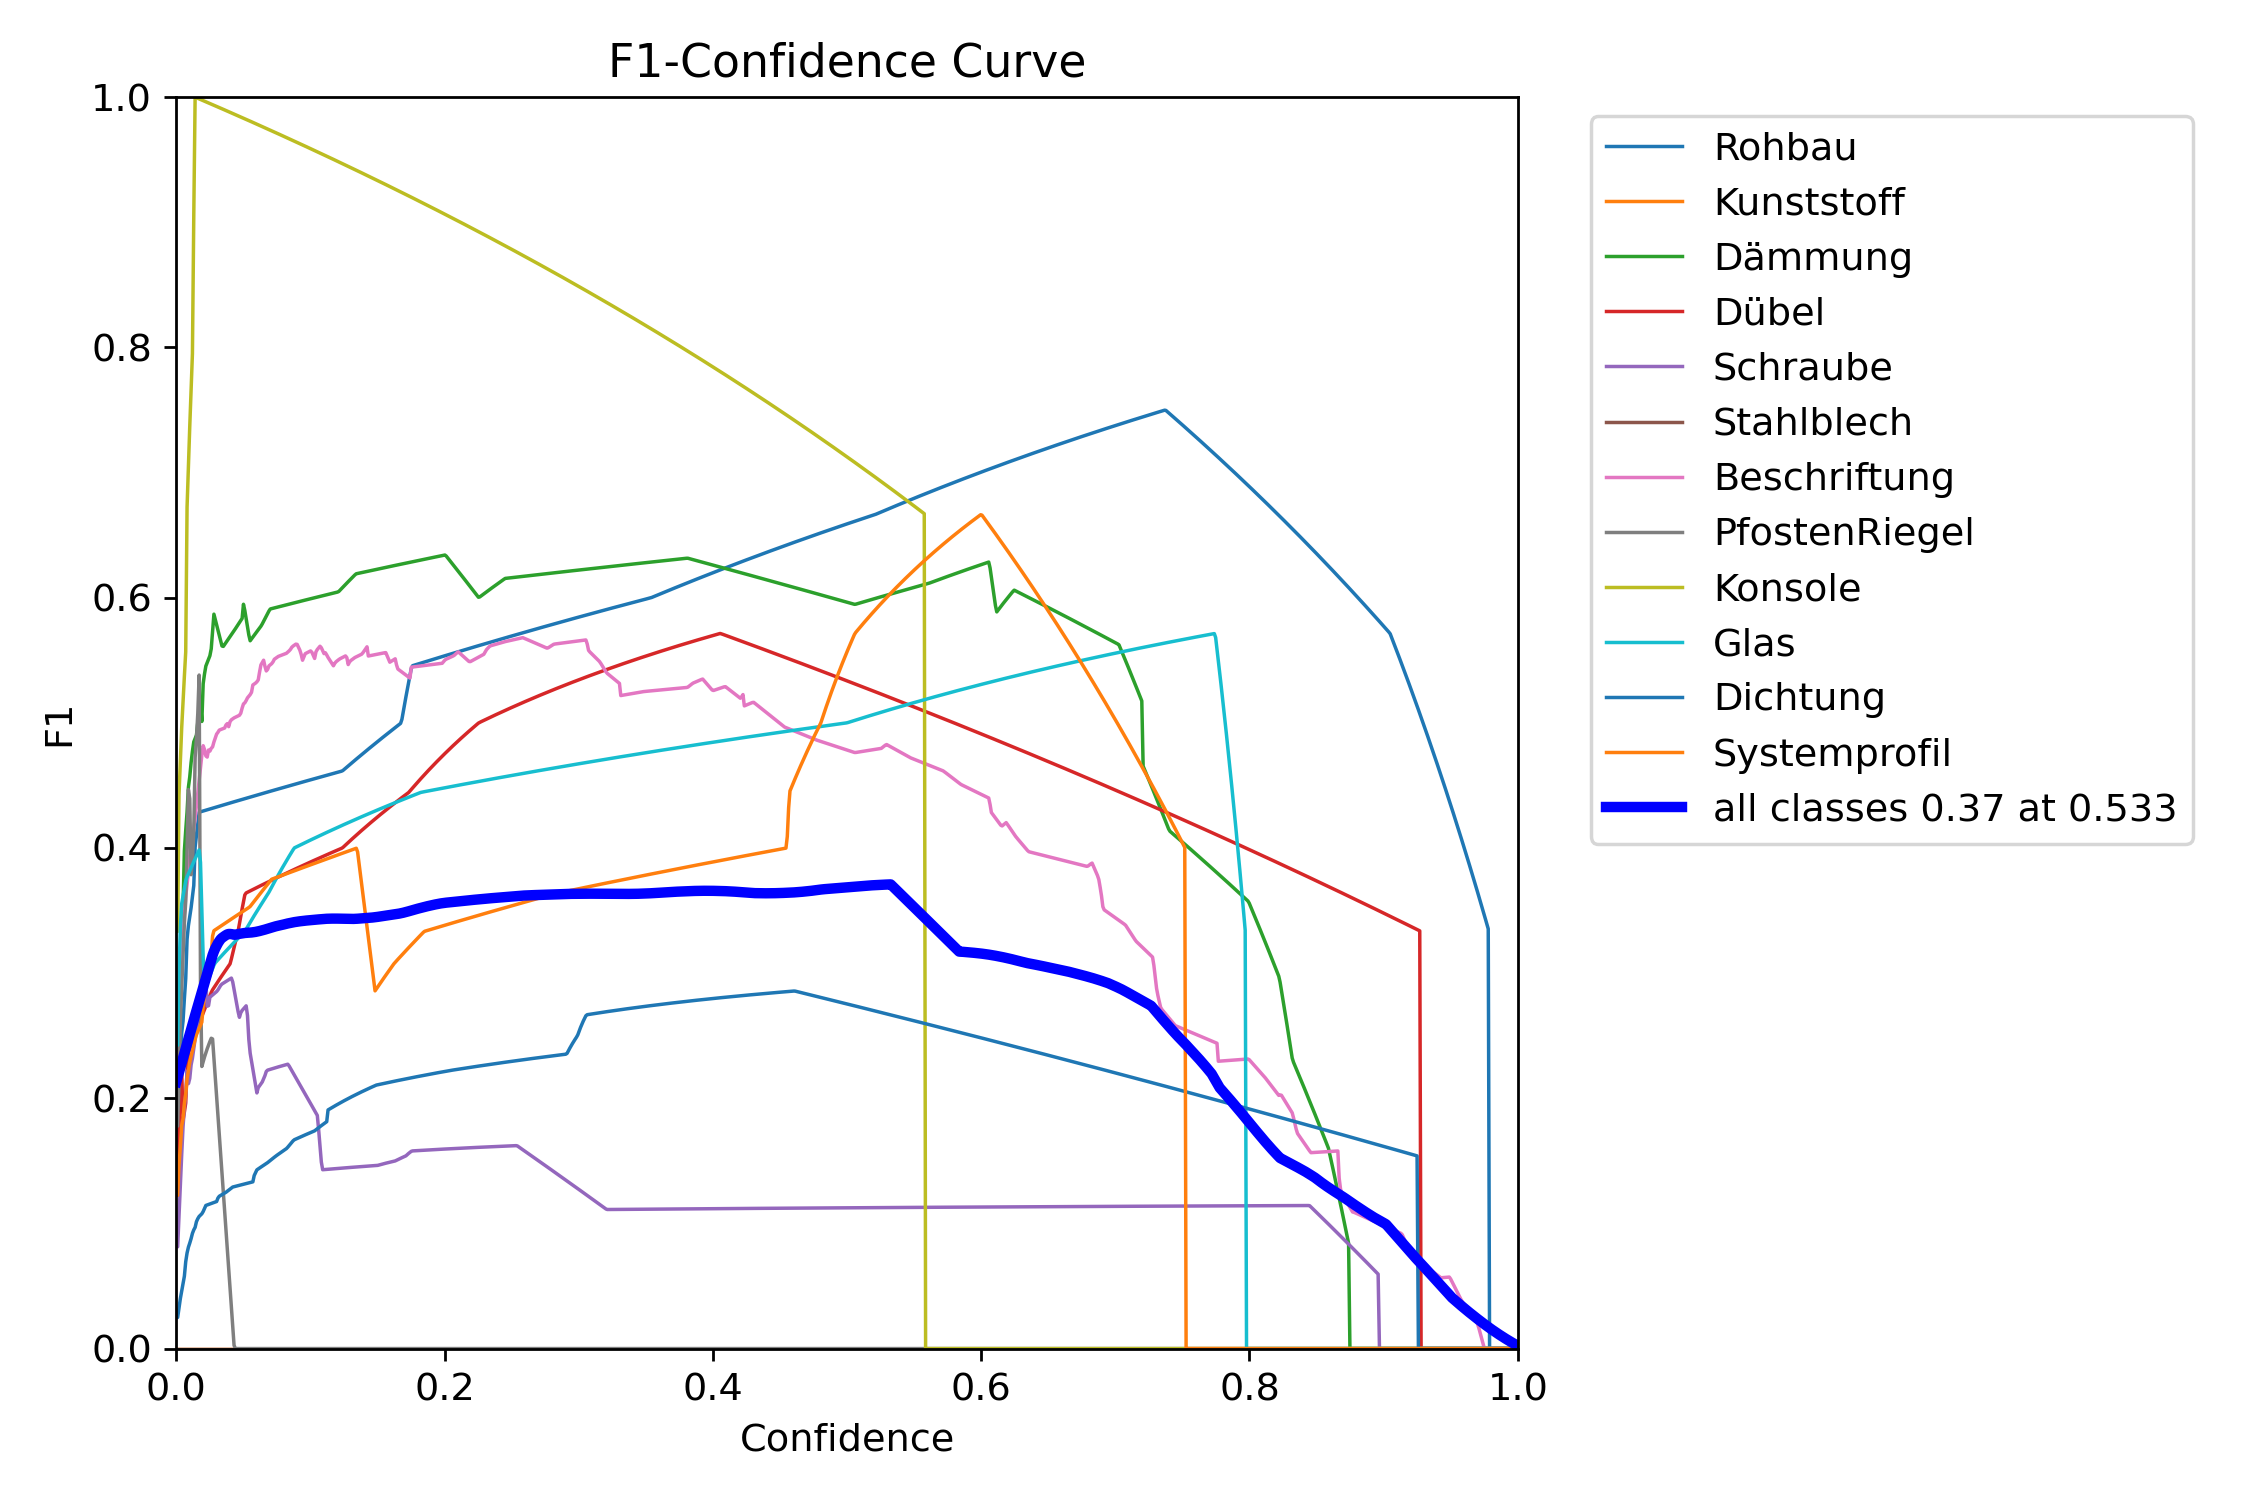 F1-Confidence Curve
1.0
0.8
0.6
0.4
0.2
0.0
F1
0.0 0.2 0.4 0.6 0.8 1.0
Confidence
Rohbau
Kunststoff
Dämmung
Dübel
Schraube
Stahlblech
Beschriftung
PfostenRiegel
Konsole
Glas
Dichtung
Systemprofil
all classes 0.37 at 0.533